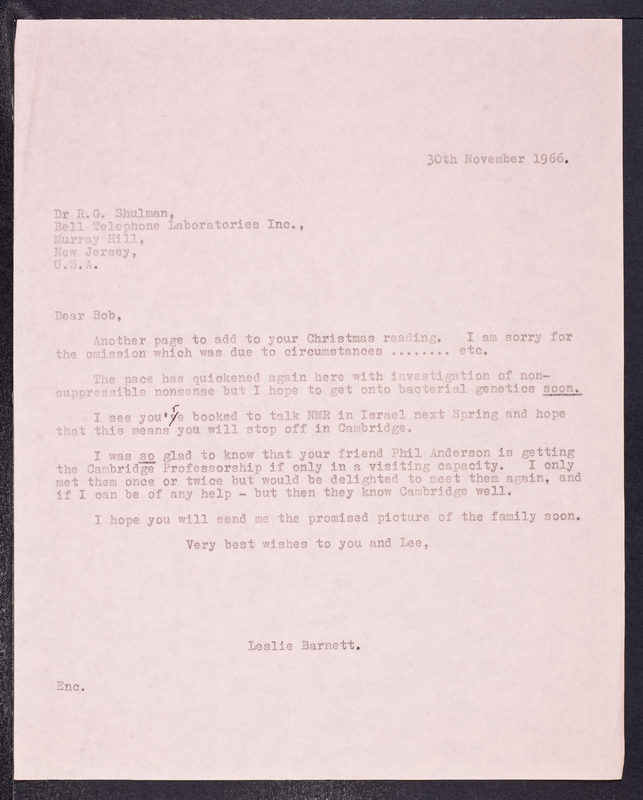 30th November 1966.
Dr R.G. Shulman,
Bell Telephone Laboratories Inc.,
Murray Hill,
New Jersey,
U.S.A.
Dear Bob,
Another page to add to your Christmas reading. I am sorry for
the omission which was due to circumstances ........ etc.
The pace has quickened again here with investigation of non-
suppressible nonsense but I hope to get onto bacterial genetics soon.
I see you're booked to talk NMR in Israel next Spring and hope
that this means you will stop off in Cambridge.
I was so glad to know that your friend Phil Anderson is getting
the Cambridge Professorship if only in a visiting capacity. I only
met them once or twice but would be delighted to meet them again, and
if I can be of any help - but then they know Cambridge well.
I hope you will send me the promised picture of the family soon.
Very best wishes to you and Lee,
Leslie Barnett.
Enc.